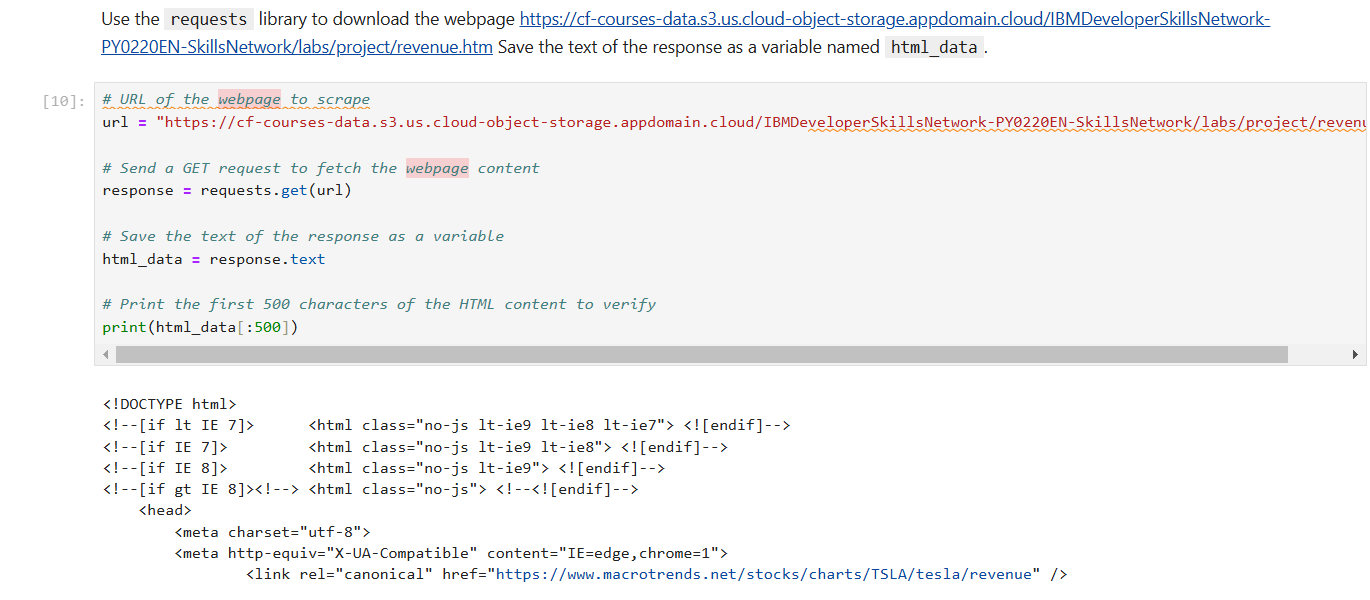 Use the requests library to download the webpage https://cf-courses-data.s3.us.cloud-object-storage.appdomain.cloud/IBMDeveloperSkillsNetwork-
PY0220EN-SkillsNetwork/labs/project/revenue.htm Save the text of the response as a variable named html_data .
[10]:
# URL of the webpage to scrape
url = "https://cf-courses-data.s3.us.cloud-object-storage.appdomain.cloud/IBMDeveloperSkillsNetwork-PY0220EN-SkillsNetwork/labs/project/revenu
# Send a GET request to fetch the webpage content
response = requests.get(url)
# Save the text of the response as a variable
html_data = response.text
# Print the first 500 characters of the HTML content to verify
print(html_data[:500])
<!DOCTYPE html>
<!--[if lt IE 7]>      <html class="no-js lt-ie9 lt-ie8 lt-ie7"> <![endif]-->
<!--[if IE 7]>         <html class="no-js lt-ie9 lt-ie8"> <![endif]-->
<!--[if IE 8]>         <html class="no-js lt-ie9"> <![endif]-->
<!--[if gt IE 8]><!--> <html class="no-js"> <!--<![endif]-->
    <head>
        <meta charset="utf-8">
        <meta http-equiv="X-UA-Compatible" content="IE=edge,chrome=1">
                <link rel="canonical" href="https://www.macrotrends.net/stocks/charts/TSLA/tesla/revenue" />